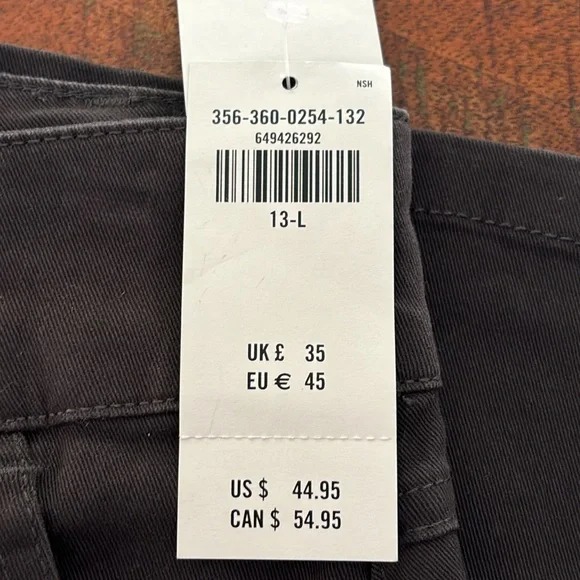 NSH
356-360-0254-132
649426292
13-L
UK £ 35
EU € 45
US $ 44.95
CAN $ 54.95